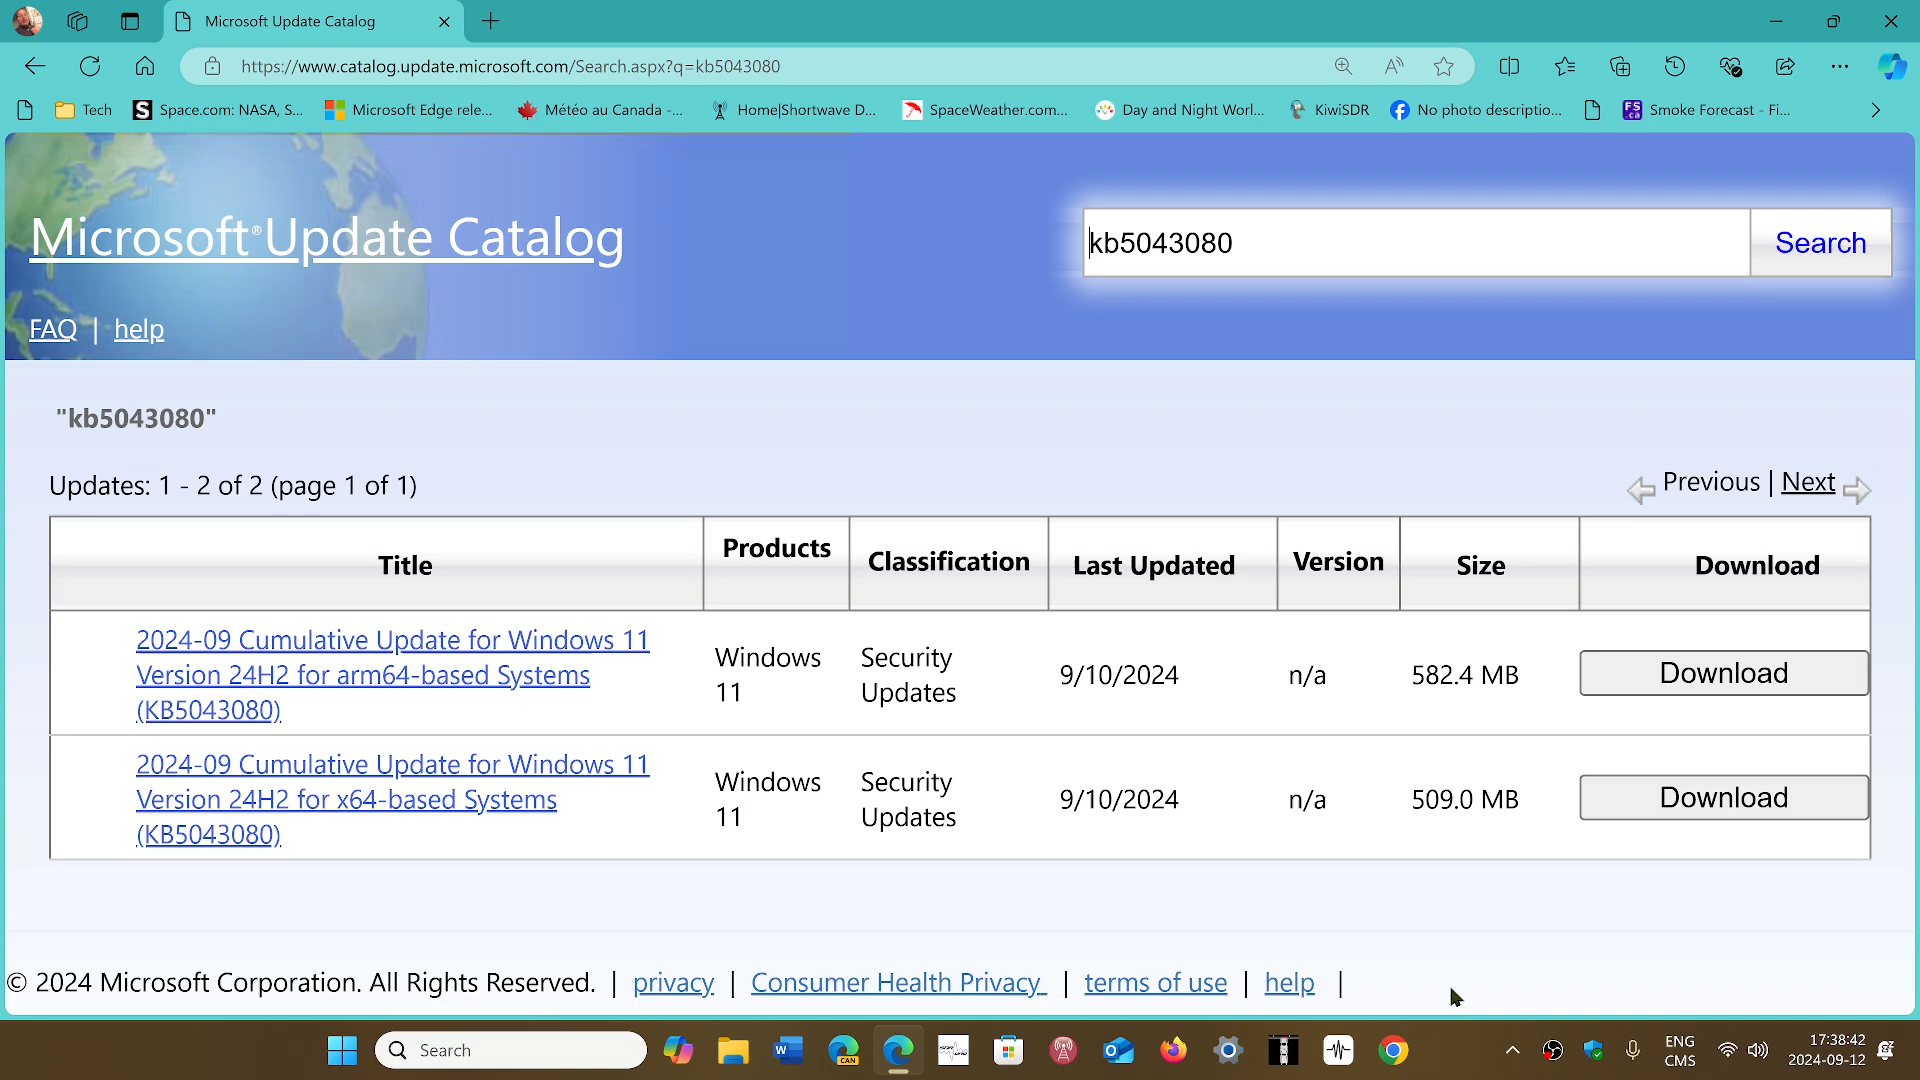 Microsoft Update Catalog
https://www.catalog.update.microsoft.com/Search.aspx?q=kb5043080
Tech
Space.com: NASA, S...
Microsoft Edge rele...
Météo au Canada -...
Home|Shortwave D...
SpaceWeather.com...
Day and Night Worl...
KiwiSDR
No photo descriptio...
Smoke Forecast - Fi...
Microsoft®Update Catalog
kb5043080
Search
FAQ | help
"kb5043080"
Updates: 1 - 2 of 2 (page 1 of 1)
Previous | Next
Title Products Classification Last Updated Version Size Download
2024-09 Cumulative Update for Windows 11
Version 24H2 for arm64-based Systems
(KB5043080)
Windows
11
Security
Updates
9/10/2024
n/a
582.4 MB
Download
2024-09 Cumulative Update for Windows 11
Version 24H2 for x64-based Systems
(KB5043080)
Windows
11
Security
Updates
9/10/2024
n/a
509.0 MB
Download
© 2024 Microsoft Corporation. All Rights Reserved. | privacy | Consumer Health Privacy | terms of use | help |
Search
CAN
ENG
CMS
17:38:42
2024-09-12